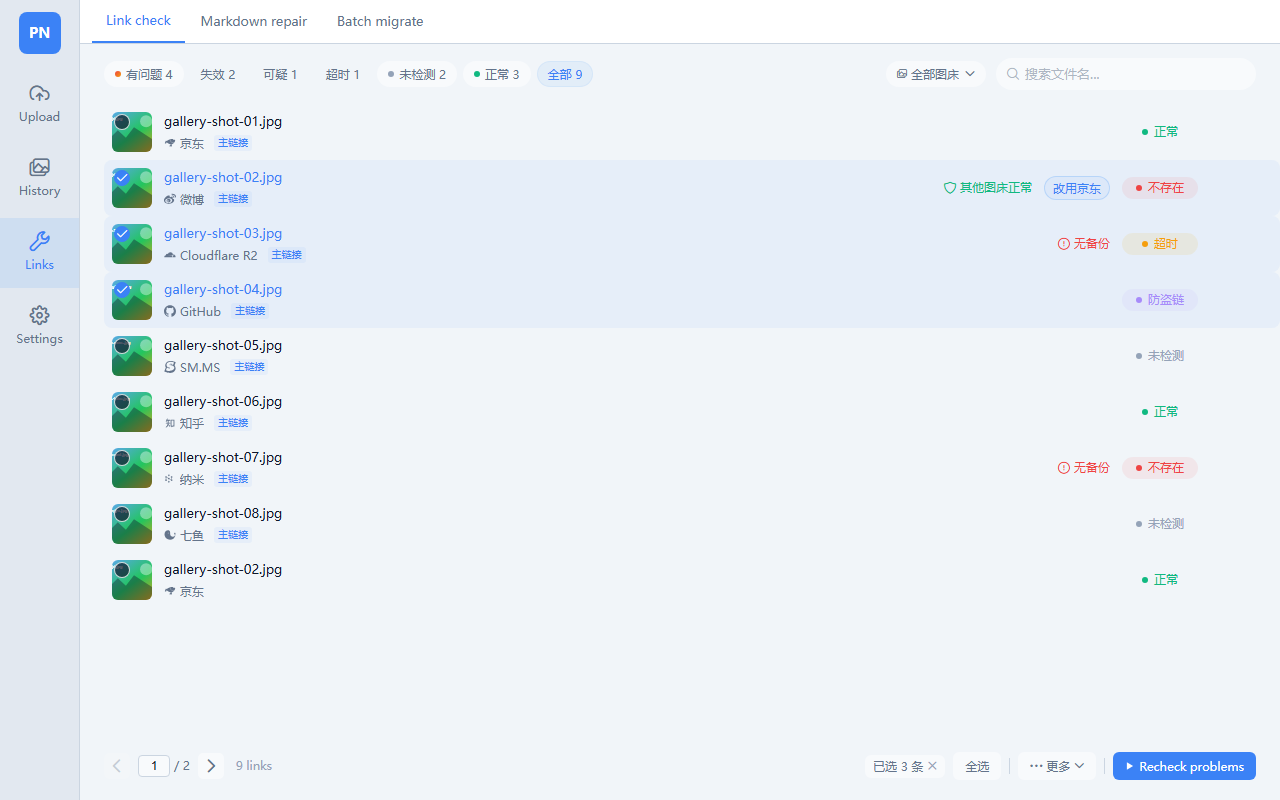 PN
Upload
History
Links
Settings
Link check Markdown repair Batch migrate
有问题 4 失效 2 可疑 1 超时 1 未检测 2 正常 3 全部 9 全部图床 搜索文件名...
gallery-shot-01.jpg
京东 主链接
正常
gallery-shot-02.jpg
微博 主链接
其他图床正常 改用京东 不存在
gallery-shot-03.jpg
Cloudflare R2 主链接
无备份 超时
gallery-shot-04.jpg
GitHub 主链接
防盗链
gallery-shot-05.jpg
SM.MS 主链接
未检测
gallery-shot-06.jpg
知 知乎 主链接
正常
gallery-shot-07.jpg
纳米 主链接
无备份 不存在
gallery-shot-08.jpg
七鱼 主链接
未检测
gallery-shot-02.jpg
京东
正常
1 / 2 9 links 已选 3 条 全选 更多 Recheck problems